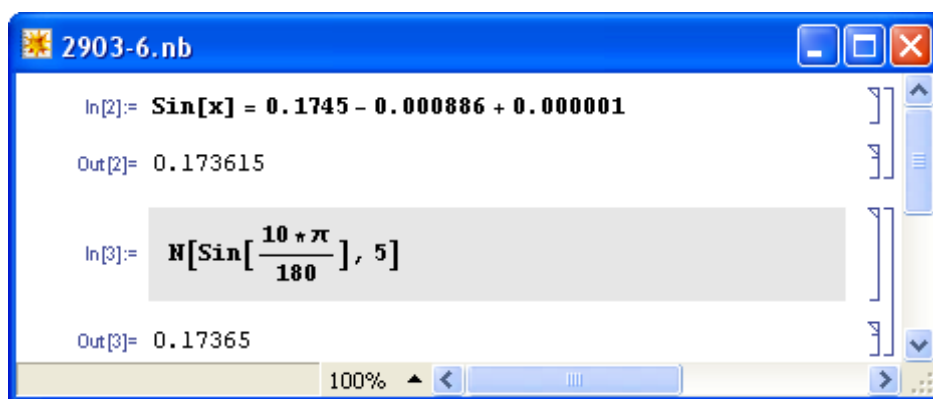 2903-6.nb
In[2]:= Sin[x] = 0.1745 - 0.000886 + 0.000001
Out[2]= 0.173615
In[3]:= N[Sin[10 * π / 180], 5]
Out[3]= 0.17365
100%